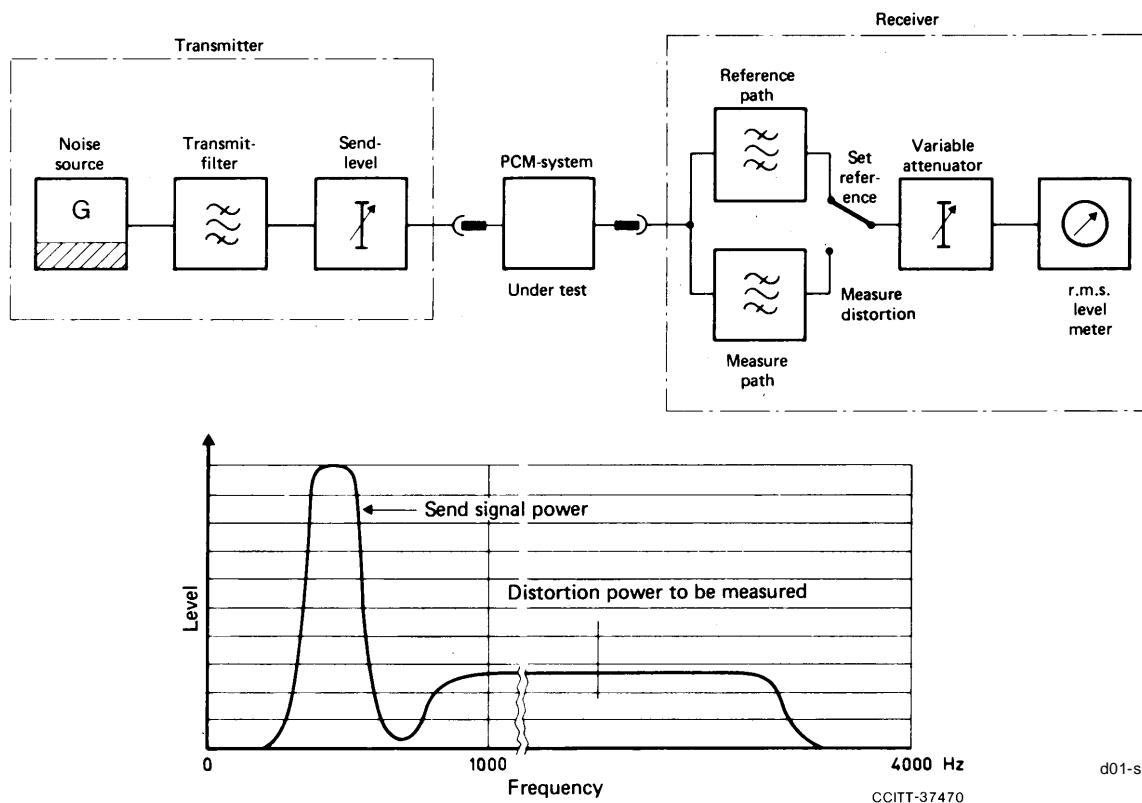 Transmitter
Receiver
Noise
source
Transmit-
filter
Send-
level
PCM-system
Reference
path
Set
refer-
ence
Variable
attenuator
G
Under test
Measure
distortion
r.m.s.
level
meter
Measure
path
Send signal power
Distortion power to be measured
Level
0
1000
4000 Hz
Frequency
d01-s
CCITT-37470